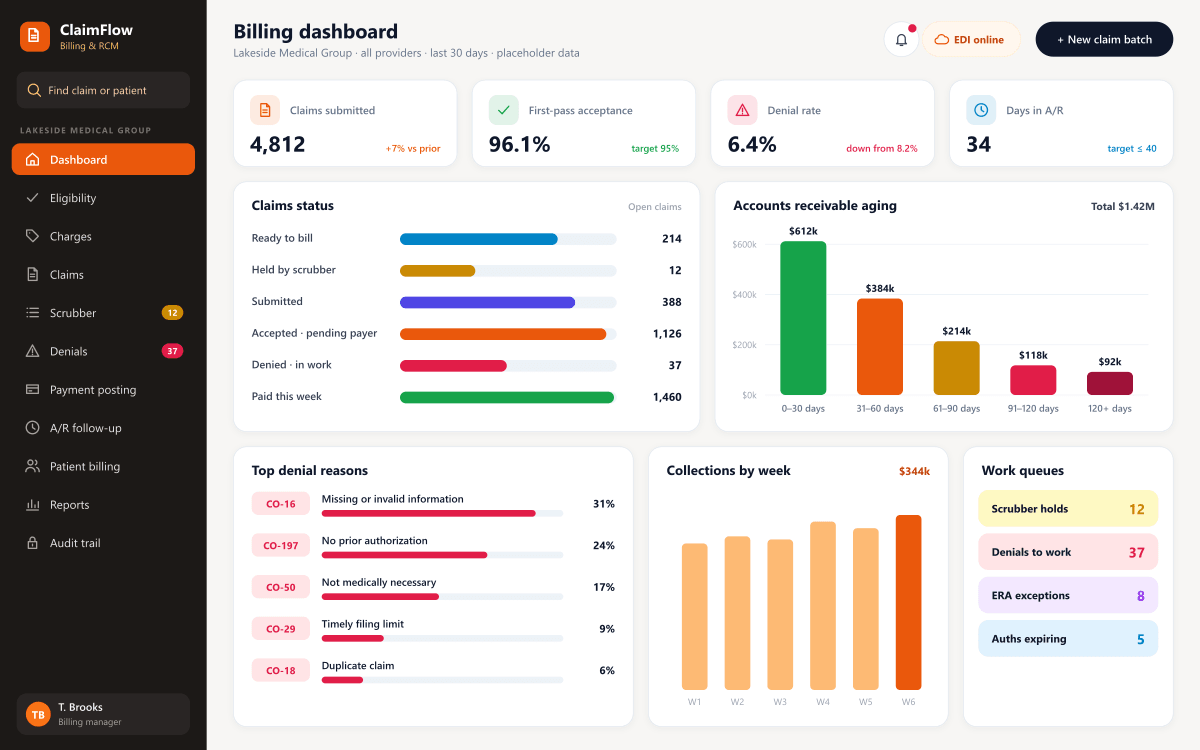 ClaimFlow
Billing & RCM
Find claim or patient
LAKESIDE MEDICAL GROUP
Dashboard
Eligibility
Charges
Claims
Scrubber 12
Denials 37
Payment posting
A/R follow-up
Patient billing
Reports
Audit trail
TB
T. Brooks
Billing manager
Billing dashboard
Lakeside Medical Group · all providers · last 30 days · placeholder data
EDI online
+ New claim batch
Claims submitted
4,812
+7% vs prior
First-pass acceptance
96.1%
target 95%
Denial rate
6.4%
down from 8.2%
Days in A/R
34
target ≤ 40
Claims status
Open claims
Ready to bill 214
Held by scrubber 12
Submitted 388
Accepted · pending payer 1,126
Denied · in work 37
Paid this week 1,460
Accounts receivable aging
Total $1.42M
$600k
$400k
$200k
$0k
$612k
$384k
$214k
$118k
$92k
0–30 days
31–60 days
61–90 days
91–120 days
120+ days
Top denial reasons
CO-16 Missing or invalid information 31%
CO-197 No prior authorization 24%
CO-50 Not medically necessary 17%
CO-29 Timely filing limit 9%
CO-18 Duplicate claim 6%
Collections by week
$344k
W1 W2 W3 W4 W5 W6
Work queues
Scrubber holds 12
Denials to work 37
ERA exceptions 8
Auths expiring 5